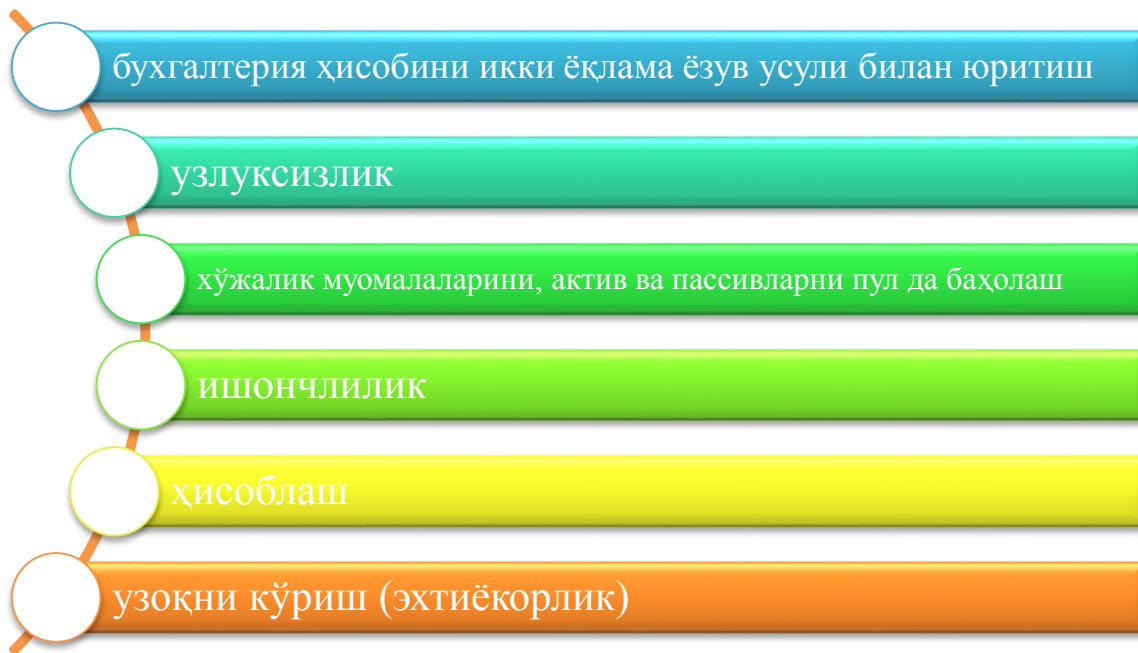 бухгалтерия ҳисобини икки ёқлама ёзув усули билан юритиш
узлуксизлик
хўжалик муомалаларини, актив ва пассивларни пул да баҳолаш
ишончлилик
ҳисоблаш
узоқни кўриш (эхтиёкорлик)